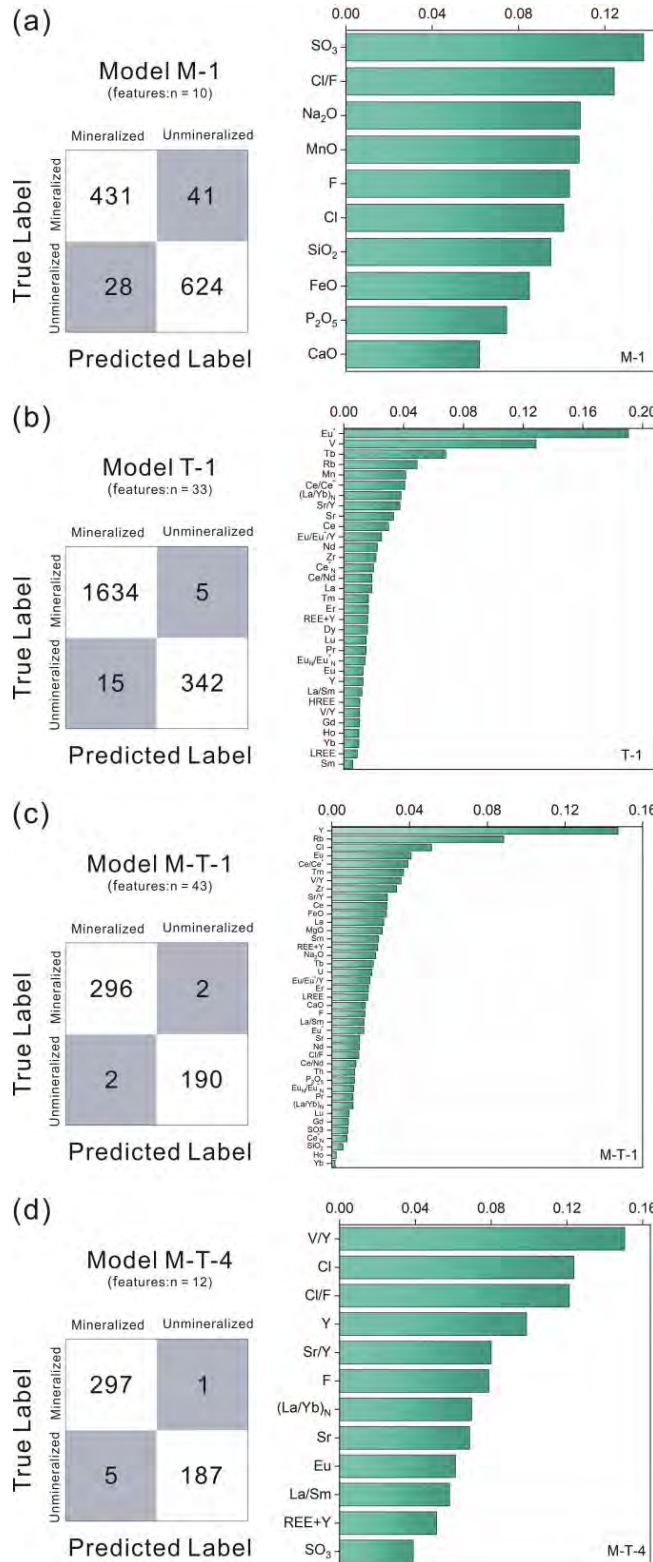 (a)
Model M-1
(features:n = 10)
Mineralized Unmineralized
True Label
Mineralized
Unmineralized
431 41
28 624
Predicted Label
0.00 0.04 0.08 0.12
SO₃
Cl/F
Na₂O
MnO
F
Cl
SiO₂
FeO
P₂O₅
CaO
M-1
(b)
Model T-1
(features:n = 33)
Mineralized Unmineralized
True Label
Mineralized
Unmineralized
1634 5
15 342
Predicted Label
0.00 0.04 0.08 0.12 0.16 0.20
Eu*
V
Tb
Rb
Mn
Ce/Ce*
(La/Yb)N
Sr/Y
Sr
Ce
Eu/Eu*/Y
Nd
Zr
Ce*N
Ce/Nd
La
Tm
Er
REE+Y
Dy
Lu
Pr
EuN/Eu*N
Eu
Y
La/Sm
HREE
V/Y
Gd
Ho
Yb
LREE
Sm
T-1
(c)
Model M-T-1
(features:n = 43)
Mineralized Unmineralized
True Label
Mineralized
Unmineralized
296 2
2 190
Predicted Label
0.00 0.04 0.08 0.12 0.16
Y
Rb
Cl
Eu
Ce/Ce*
Tm
V/Y
Zr
Sr/Y
Ce
FeO
La
MgO
Sm
REE+Y
Na₂O
Tb
U
Eu/Eu*/Y
Er
LREE
CaO
F
La/Sm
Eu*
Sr
Nd
Cl/F
Ce/Nd
Th
P₂O₅
EuN/Eu*N
Pr
(La/Yb)N
Lu
Gd
SO3
Ce*N
SiO₂
Ho
Yb
M-T-1
(d)
Model M-T-4
(features:n = 12)
Mineralized Unmineralized
True Label
Mineralized
Unmineralized
297 1
5 187
Predicted Label
0.00 0.04 0.08 0.12 0.16
V/Y
Cl
Cl/F
Y
Sr/Y
F
(La/Yb)N
Sr
Eu
La/Sm
REE+Y
SO₃
M-T-4